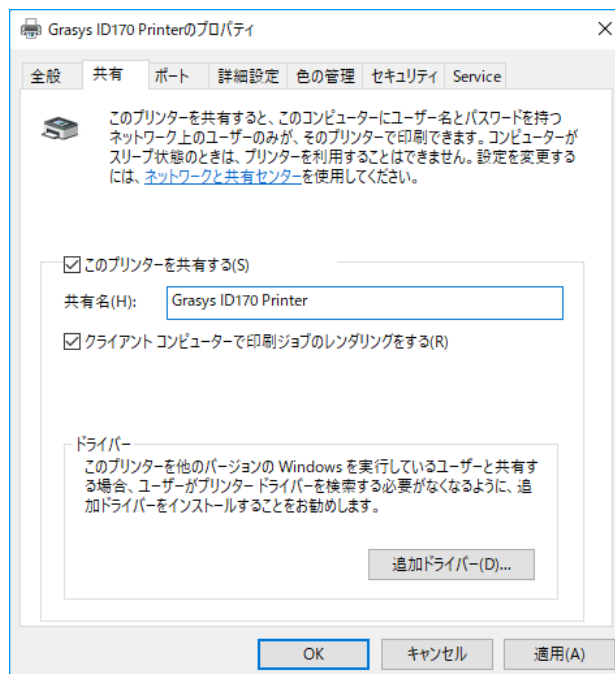 Grasys ID170 Printerのプロパティ
全般 共有 ポート 詳細設定 色の管理 セキュリティ Service
このプリンターを共有すると、このコンピューターにユーザー名とパスワードを持つ
ネットワーク上のユーザーのみが、そのプリンターで印刷できます。コンピューターが
スリープ状態のときは、プリンターを利用することはできません。設定を変更する
には、ネットワークと共有センターを使用してください。
このプリンターを共有する(S)
共有名(H): Grasys ID170 Printer
クライアント コンピューターで印刷ジョブのレンダリングをする(R)
ドライバー
このプリンターを他のバージョンの Windows を実行しているユーザーと共有す
る場合、ユーザーがプリンター ドライバーを検索する必要がなくなるように、追
加ドライバーをインストールすることをお勧めします。
追加ドライバー(D)...
OK キャンセル 適用(A)